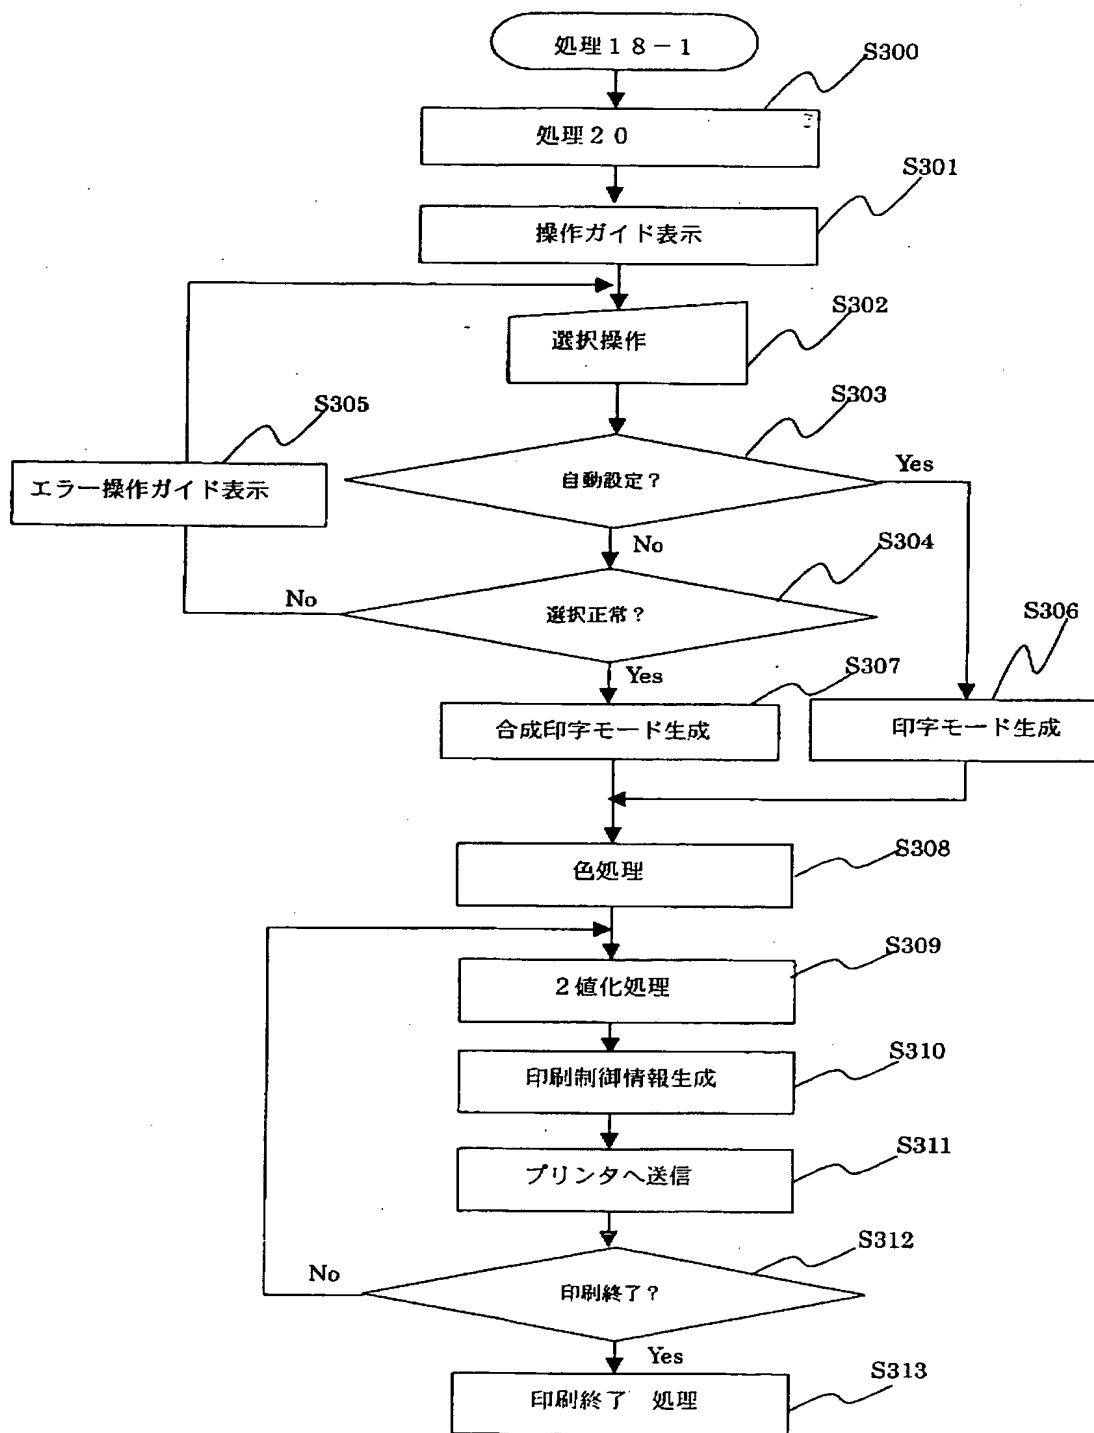 処理18-1
S300
処理20
S301
操作ガイド表示
S302
選択操作
S303
自動設定?
Yes
S305
エラー操作ガイド表示
No
S304
選択正常?
No
Yes
S306
印字モード生成
S307
合成印字モード生成
S308
色処理
S309
2値化処理
S310
印刷制御情報生成
S311
プリンタへ送信
S312
印刷終了?
No
Yes
S313
印刷終了 処理